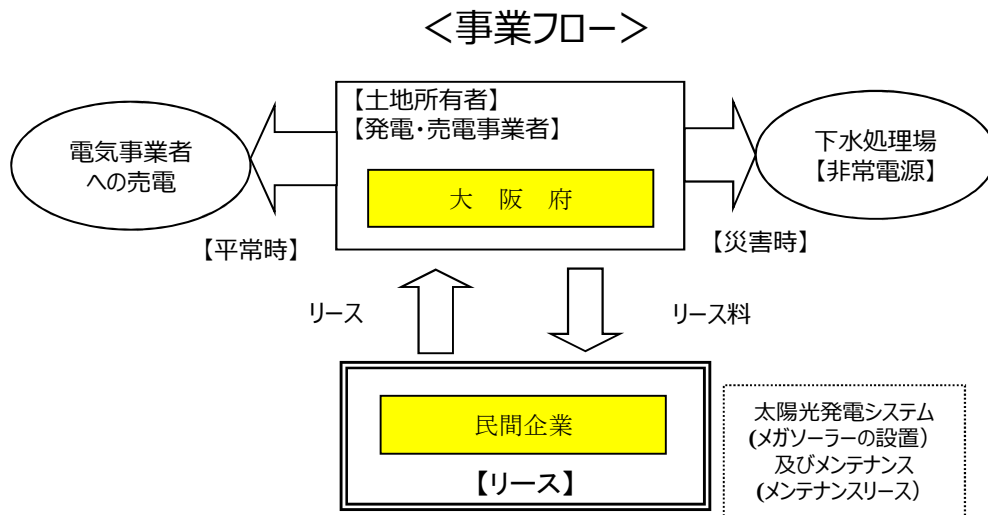 ＜事業フロー＞
【土地所有者】
【発電・売電事業者】
大　阪　府
電気事業者
への売電
下水処理場
【非常電源】
【平常時】
【災害時】
リース
リース料
民間企業
【リース】
太陽光発電システム
(メガソーラーの設置）
及びメンテナンス
(メンテナンスリース）